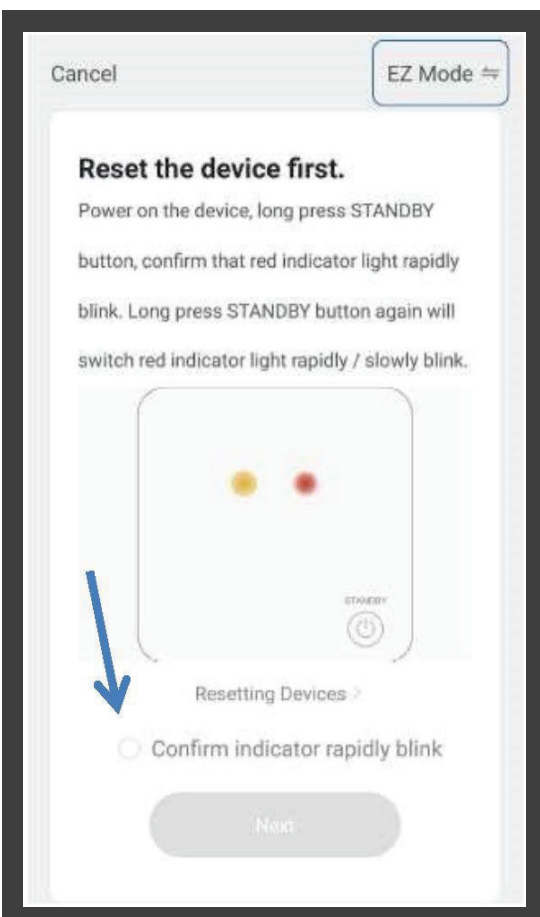 Cancel
EZ Mode ⇋
Reset the device first.
Power on the device, long press STANDBY
button, confirm that red indicator light rapidly
blink. Long press STANDBY button again will
switch red indicator light rapidly / slowly blink.
STANDBY
Resetting Devices >
Confirm indicator rapidly blink
Next